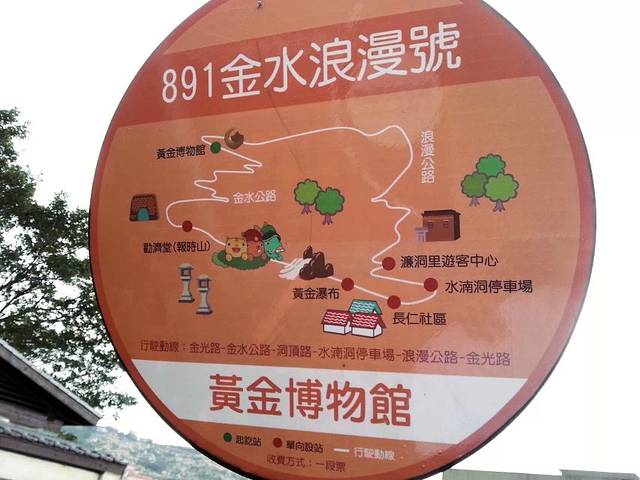 891金水浪漫號
黃金博物館
浪漫公路
金水公路
勸濟堂(報時山)
濂洞里遊客中心
黃金瀑布
水湳洞停車場
長仁社區
行駛動線：金光路-金水公路-洞頂路-水湳洞停車場-浪漫公路-金光路
黃金博物館
起訖站 單向設站 行駛動線
收費方式：一段票